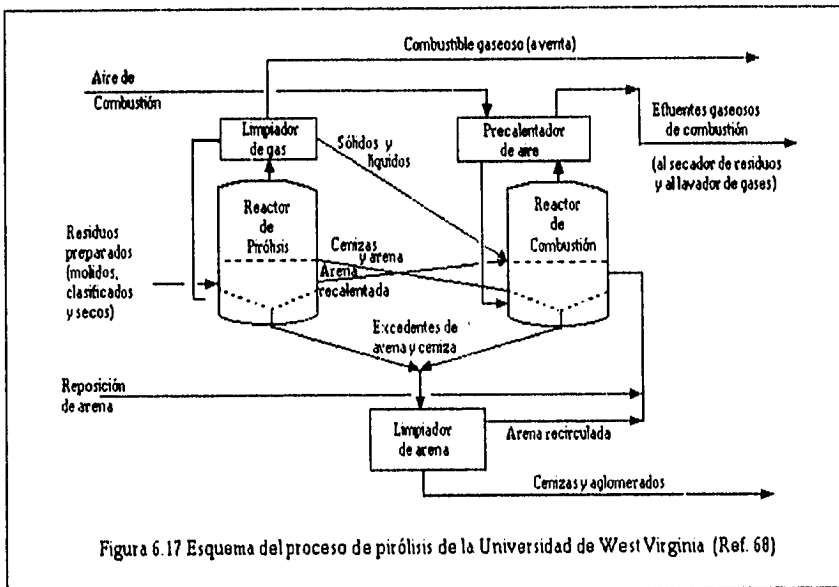 Combustible gaseoso (a venta)
Aire de
Combustión
Limpiador
de gas
Sólidos y
líquidos
Precalentador
de aire
Efluentes gaseosos
de combustión
(al secador de residuos
y al lavador de gases)
Reactor
de
Pirólisis
Reactor
de
Combustión
Residuos
preparados
(molidos,
clasificados
y secos)
Cenizas
y arena
Arena
recalentada
Excedentes de
arena y ceniza
Reposición
de arena
Limpiador
de arena
Arena recirculada
Cenizas y aglomerados
Figura 6.17 Esquema del proceso de pirólisis de la Universidad de West Virginia (Ref. 68)